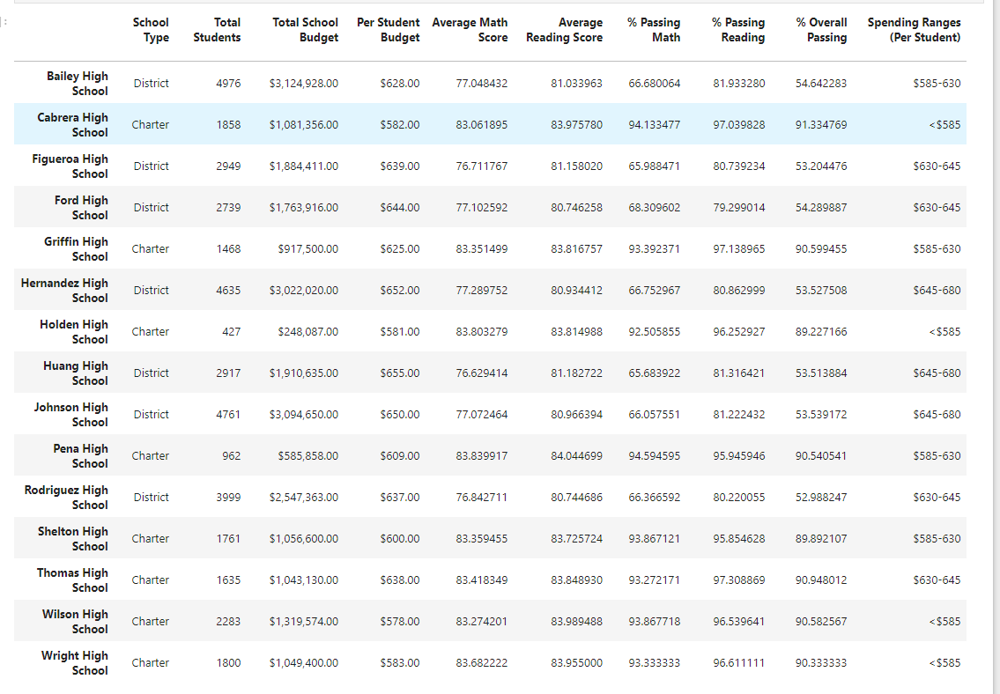 School Type Total Students Total School Budget Per Student Budget Average Math Score Average Reading Score % Passing Math % Passing Reading % Overall Passing Spending Ranges (Per Student)
Bailey High School District 4976 $3,124,928.00 $628.00 77.048432 81.033963 66.680064 81.933280 54.642283 $585-630
Cabrera High School Charter 1858 $1,081,356.00 $582.00 83.061895 83.975780 94.133477 97.039828 91.334769 <$585
Figueroa High School District 2949 $1,884,411.00 $639.00 76.711767 81.158020 65.988471 80.739234 53.204476 $630-645
Ford High School District 2739 $1,763,916.00 $644.00 77.102592 80.746258 68.309602 79.299014 54.289887 $630-645
Griffin High School Charter 1468 $917,500.00 $625.00 83.351499 83.816757 93.392371 97.138965 90.599455 $585-630
Hernandez High School District 4635 $3,022,020.00 $652.00 77.289752 80.934412 66.752967 80.862999 53.527508 $645-680
Holden High School Charter 427 $248,087.00 $581.00 83.803279 83.814988 92.505855 96.252927 89.227166 <$585
Huang High School District 2917 $1,910,635.00 $655.00 76.629414 81.182722 65.683922 81.316421 53.513884 $645-680
Johnson High School District 4761 $3,094,650.00 $650.00 77.072464 80.966394 66.057551 81.222432 53.539172 $645-680
Pena High School Charter 962 $585,858.00 $609.00 83.839917 84.044699 94.594595 95.945946 90.540541 $585-630
Rodriguez High School District 3999 $2,547,363.00 $637.00 76.842711 80.744686 66.366592 80.220055 52.988247 $630-645
Shelton High School Charter 1761 $1,056,600.00 $600.00 83.359455 83.725724 93.867121 95.854628 89.892107 $585-630
Thomas High School Charter 1635 $1,043,130.00 $638.00 83.418349 83.848930 93.272171 97.308869 90.948012 $630-645
Wilson High School Charter 2283 $1,319,574.00 $578.00 83.274201 83.989488 93.867718 96.539641 90.582567 <$585
Wright High School Charter 1800 $1,049,400.00 $583.00 83.682222 83.955000 93.333333 96.611111 90.333333 <$585